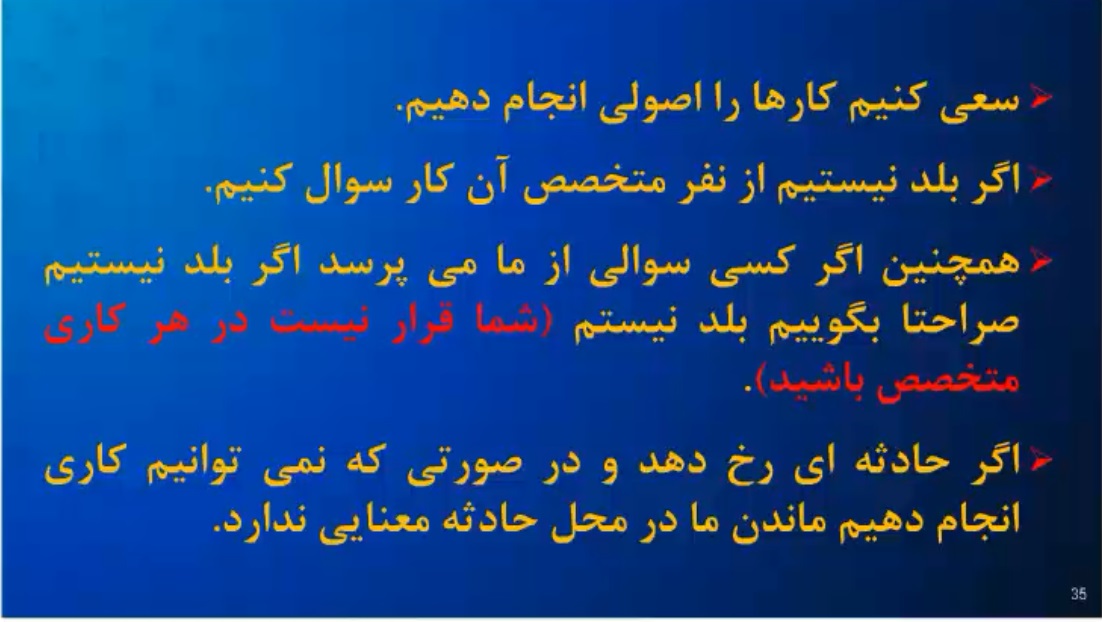 سعی کنیم کارها را اصولی انجام دهیم.
اگر بلد نیستیم از نفر متخصص آن کار سوال کنیم.
همچنین اگر کسی سوالی از ما می پرسد اگر بلد نیستیم
صراحتا بگوییم بلد نیستم (شما قرار نیست در هر کاری
متخصص باشید).
اگر حادثه ای رخ دهد و در صورتی که نمی توانیم کاری
انجام دهیم ماندن ما در محل حادثه معنایی ندارد.
35